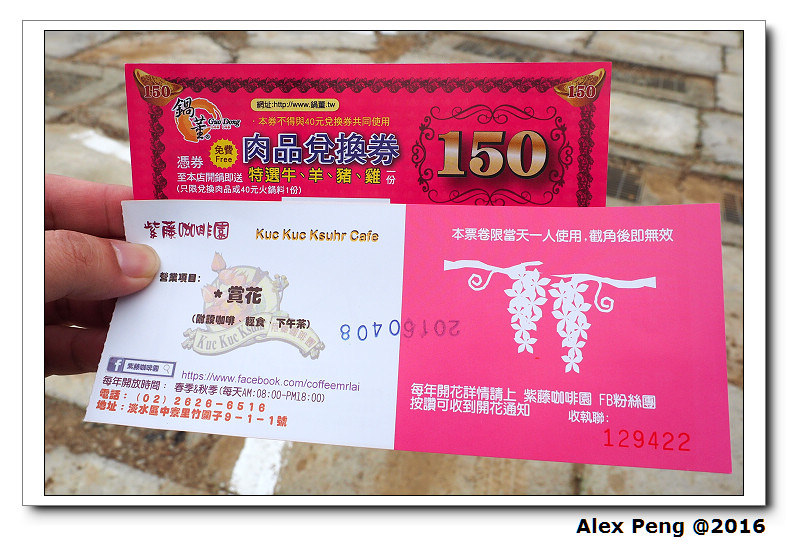 150
150
鍋董
Guo Dong
網址:http://www.鍋董.tw
‧本券不得與40元兌換券共同使用
憑券
免費
Free
肉品兌換券
150
至本店開鍋即送 特選牛、羊、豬、雞 一份
(只限兌換肉品或40元火鍋料1份)
紫藤咖啡園
Kuc Kuc Ksuhr Cafe
營業項目:
* 賞花
(附設咖啡、輕食、下午茶)
20160408
f 紫藤咖啡園
https://www.facebook.com/coffeemrlai
每年開放時間: 春季&秋季(每天AM:08:00-PM18:00)
電話:(02)2626-6516
地址:淡水區中寮里竹圍子9-1-1號
本票卷限當天一人使用,截角後即無效
每年開花詳情請上 紫藤咖啡園 FB粉絲團
按讚可收到開花通知
收執聯:
129422
Alex Peng @2016